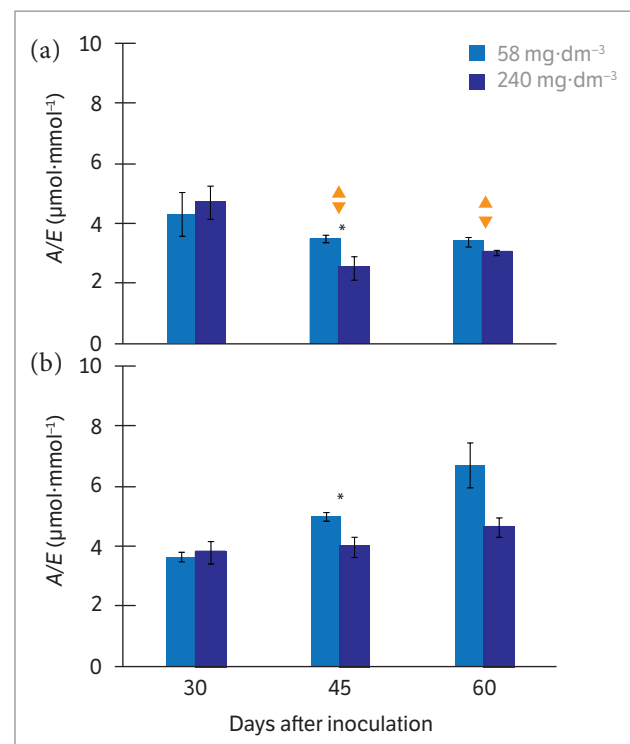 (a)
10
8
6
4
2
0
A/E (µmol·mmol⁻¹)
58 mg·dm⁻³
240 mg·dm⁻³
*
(b)
10
8
6
4
2
0
A/E (µmol·mmol⁻¹)
*
30 45 60
Days after inoculation